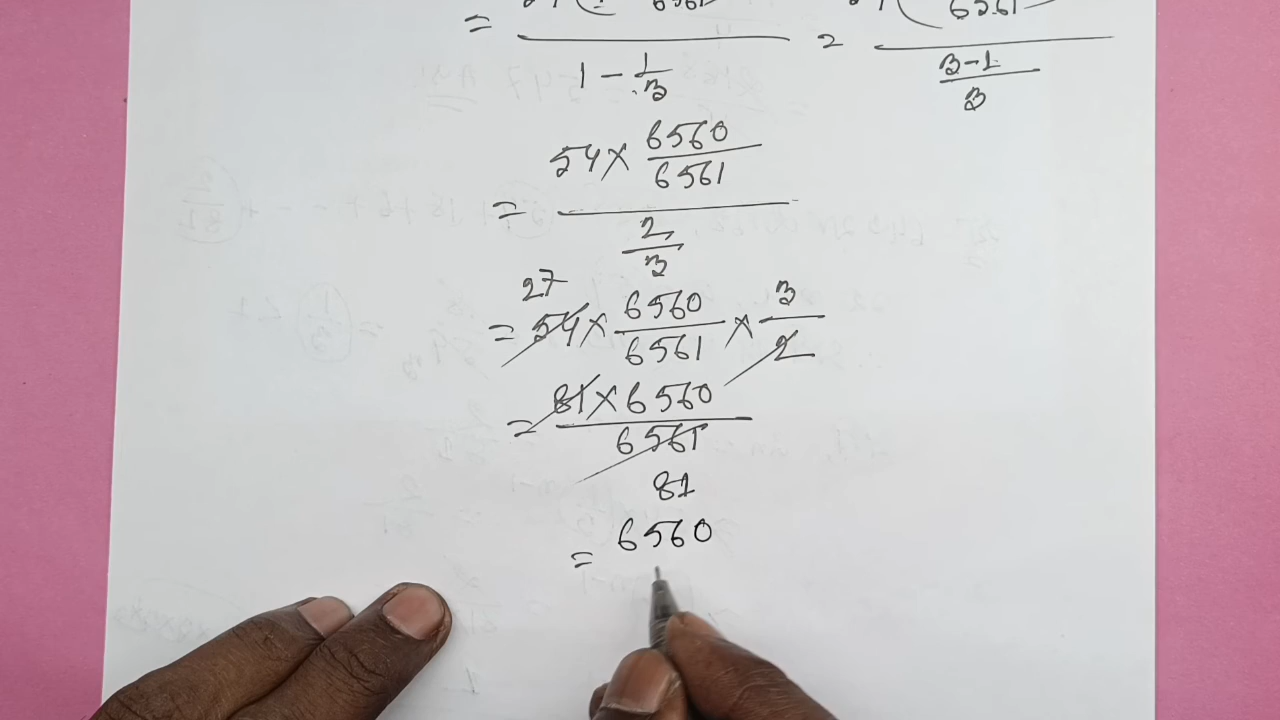 = 1 - 1/3 = 3-1/3
54 × 6560/6561
= 2/3
27
= 54 × 6560/6561 × 3/2
= 81 × 6560/6561
81
= 6560